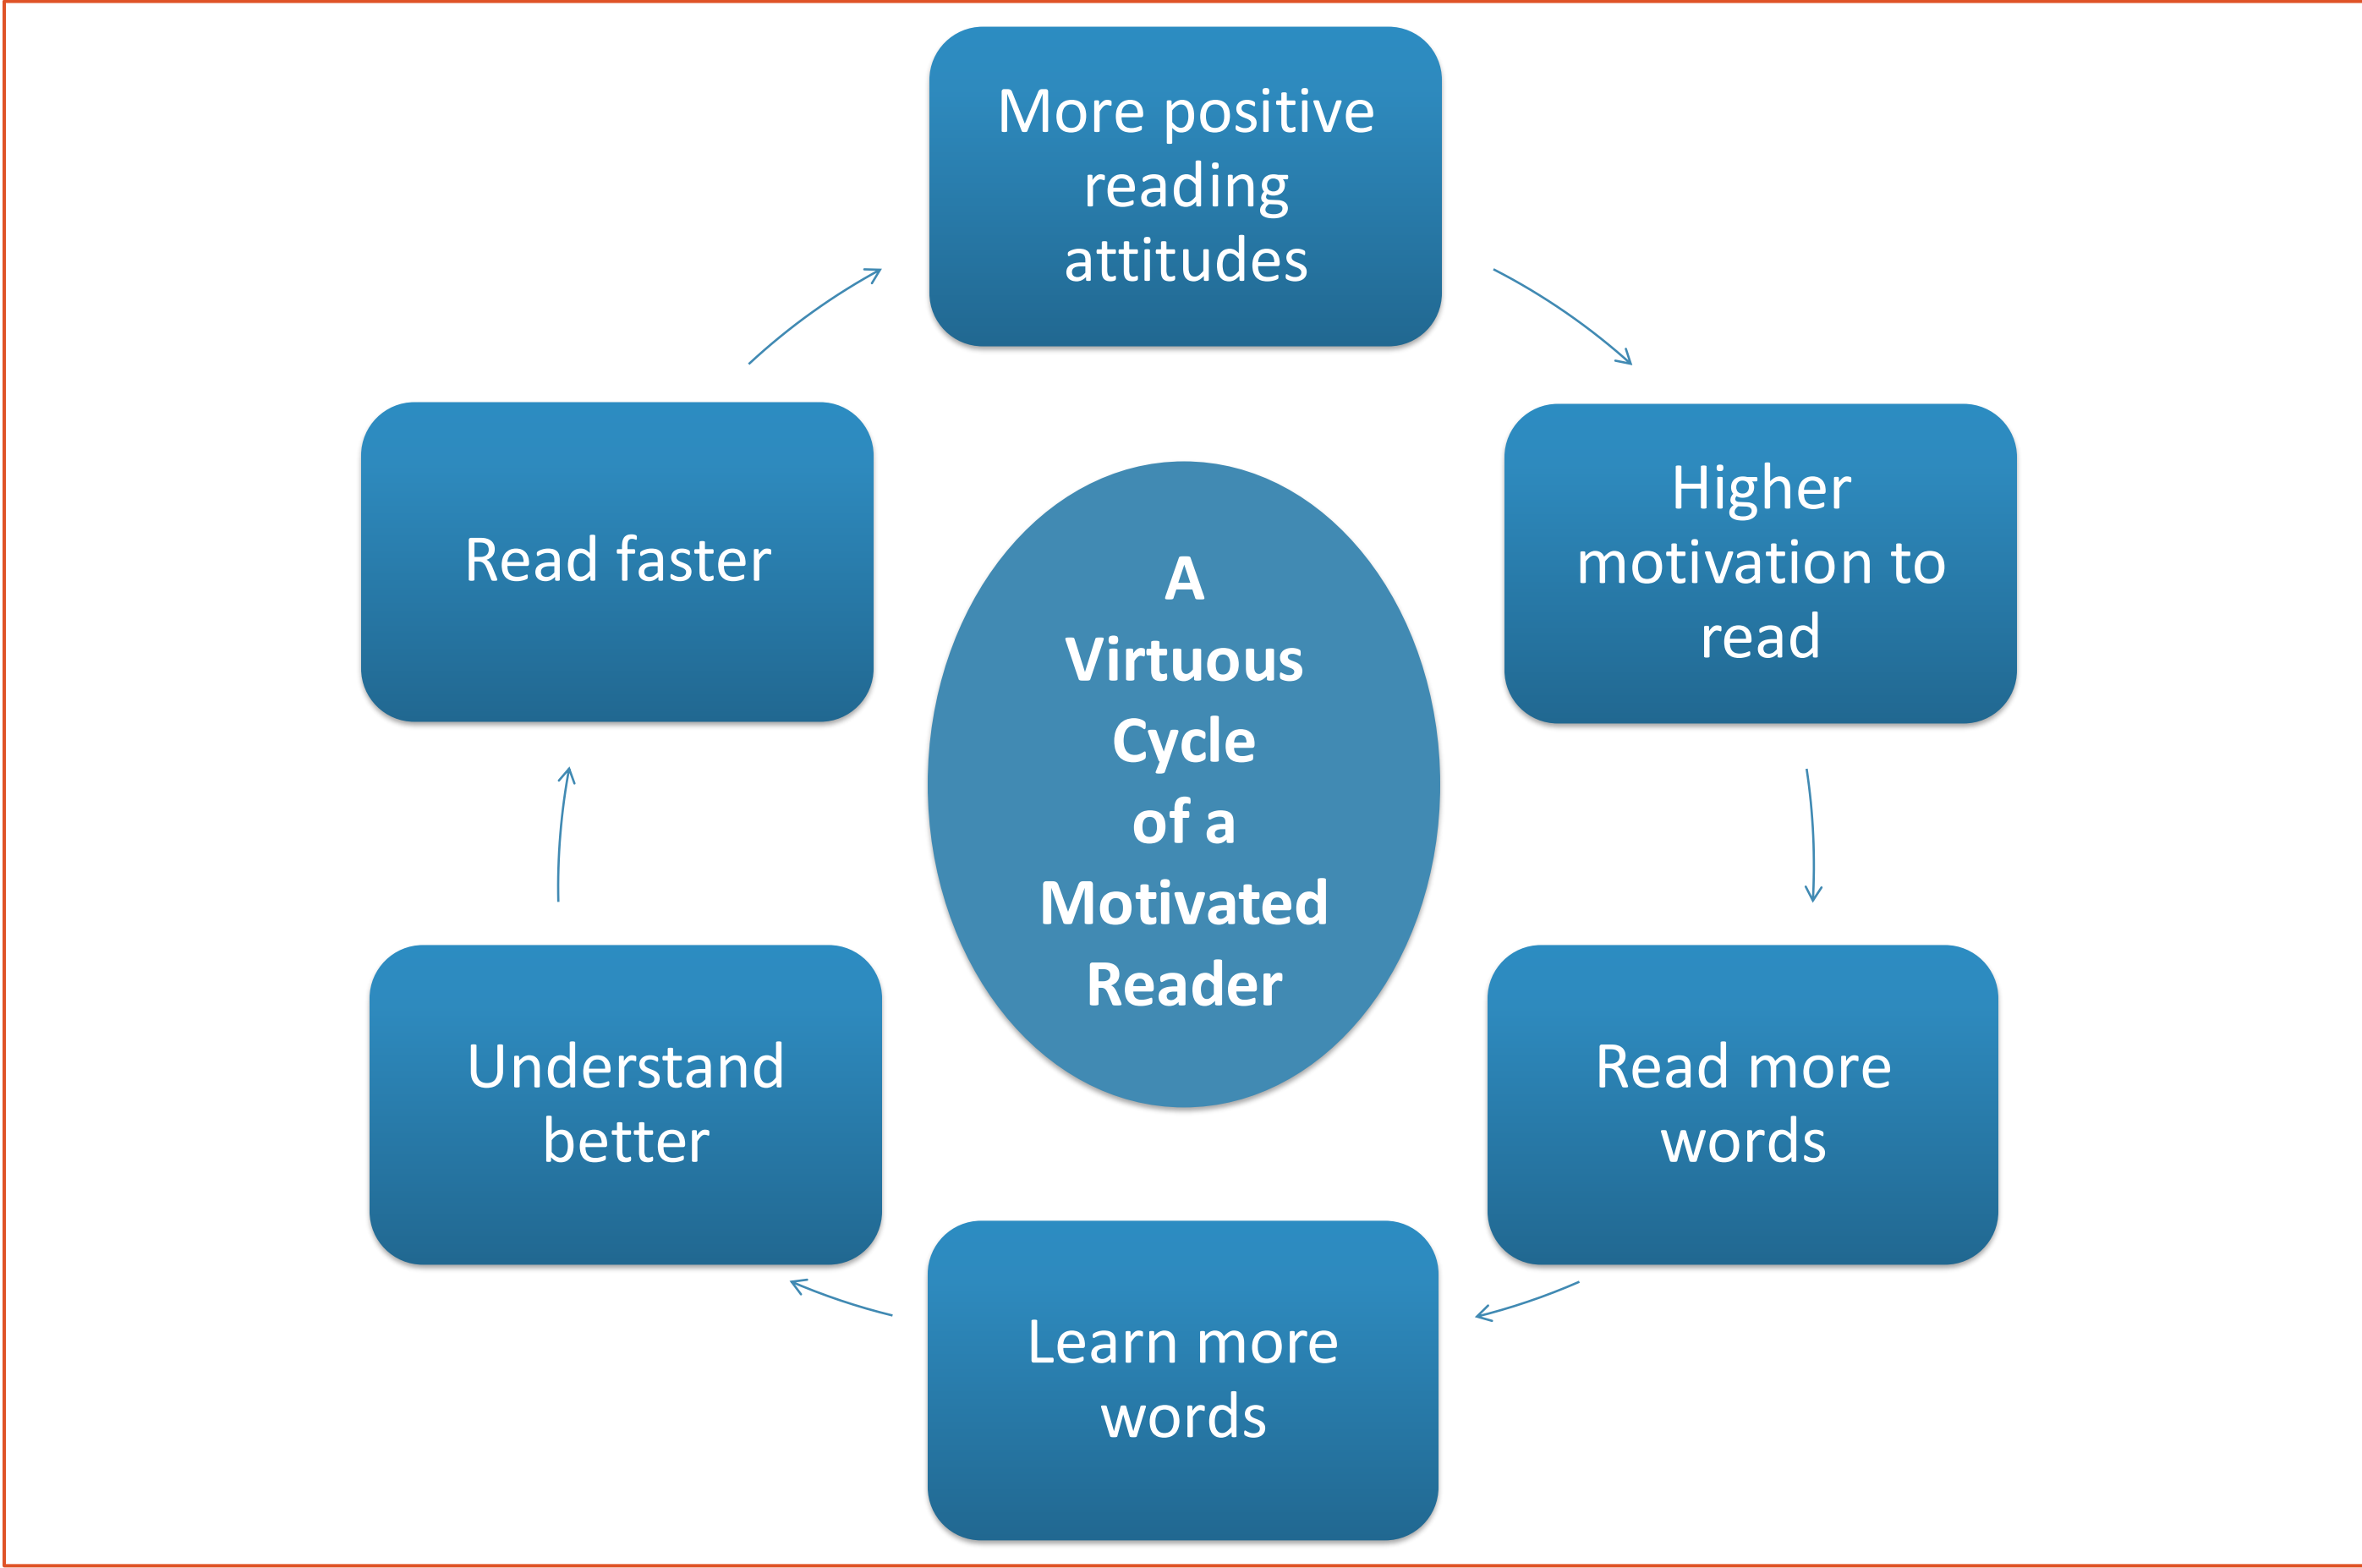 More positive
reading
attitudes
Higher
motivation to
read
Read more
words
Learn more
words
Understand
better
Read faster
A
Virtuous
Cycle
of a
Motivated
Reader